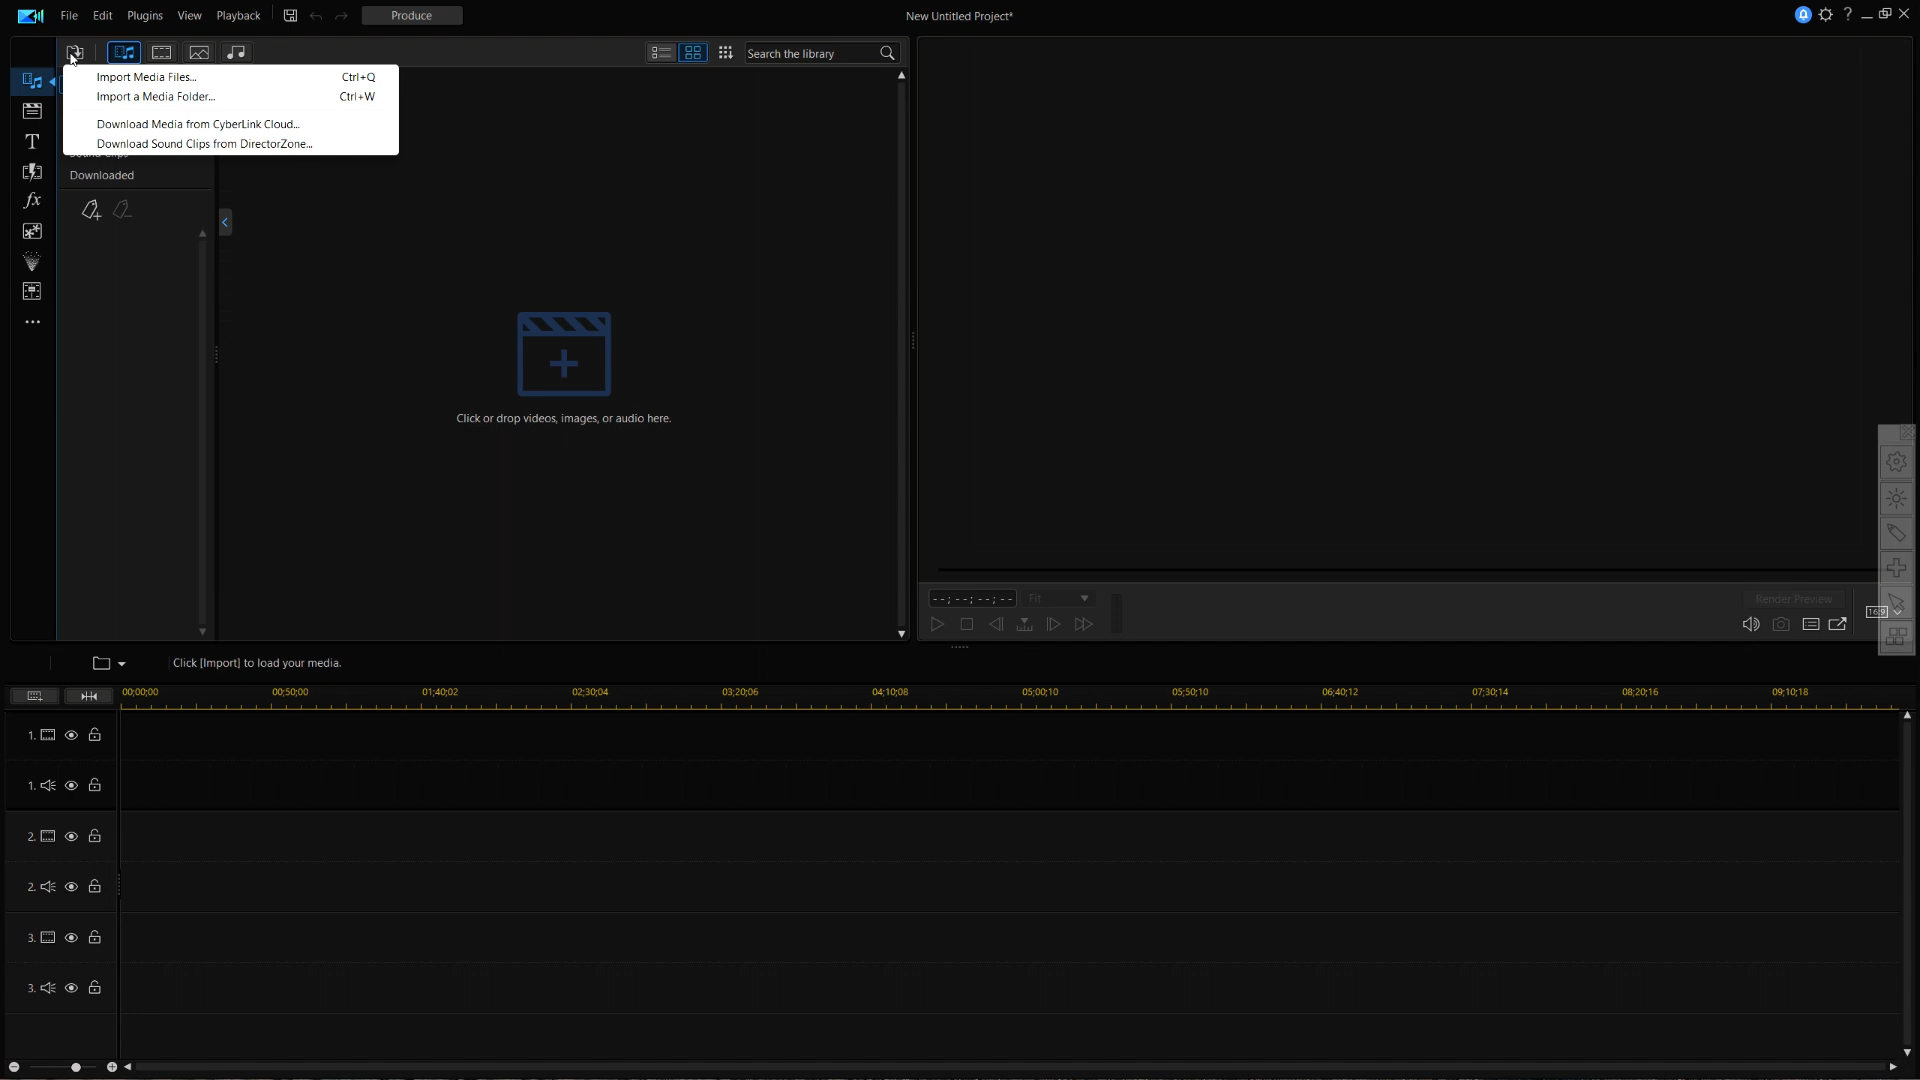 File Edit Plugins View Playback Produce New Untitled Project* ?
Search the library
Import Media Files... Ctrl+Q
Import a Media Folder... Ctrl+W
Download Media from CyberLink Cloud...
Download Sound Clips from DirectorZone...
Sound Clips
Downloaded
T
fx
Click or drop videos, images, or audio here.
--;--;--;-- Fit Render Preview
16:9
Click [Import] to load your media.
00;00;00 00;50;00 01;40;02 02;30;04 03;20;06 04;10;08 05;00;10 05;50;10 06;40;12 07;30;14 08;20;16 09;10;18
1.
1.
2.
2.
3.
3.